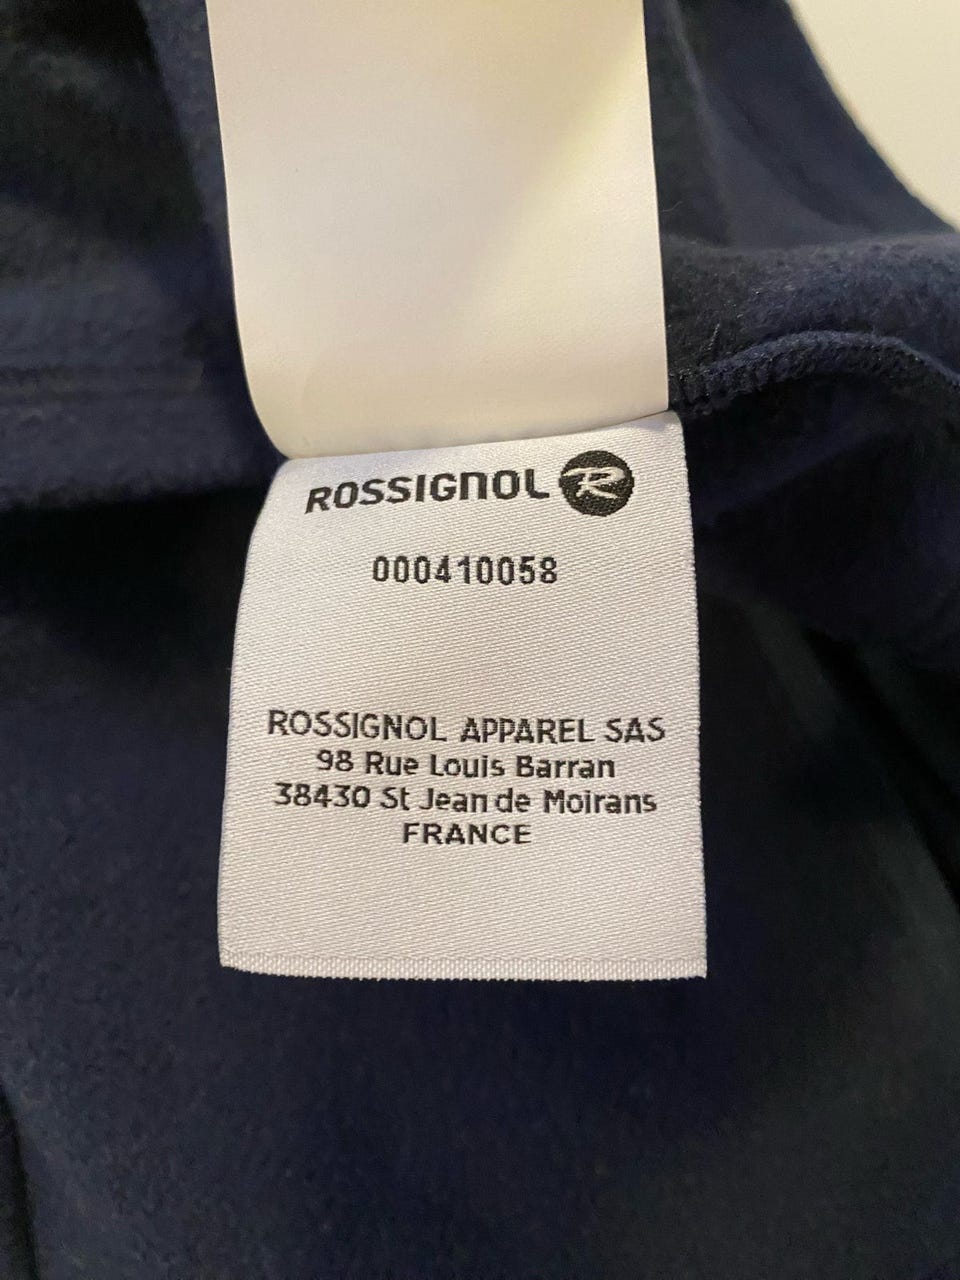 ROSSIGNOL R
000410058
ROSSIGNOL APPAREL SAS
98 Rue Louis Barran
38430 St Jean de Moirans
FRANCE